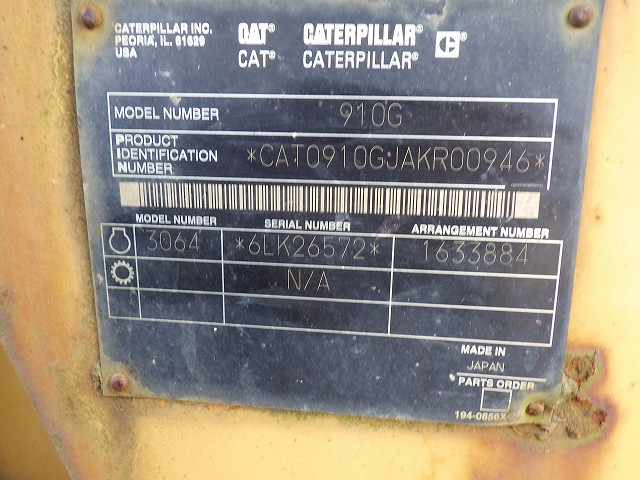 CATERPILLAR INC.
PEORIA, IL. 61629
USA
CAT® CATERPILLAR® C
CAT® CATERPILLAR®
MODEL NUMBER 910G
PRODUCT
IDENTIFICATION
NUMBER
*CAT0910GJAKR00946*
MODEL NUMBER SERIAL NUMBER ARRANGEMENT NUMBER
3064 *6LK26572* 1633884
N/A
MADE IN
JAPAN
PARTS ORDER
194-0856X